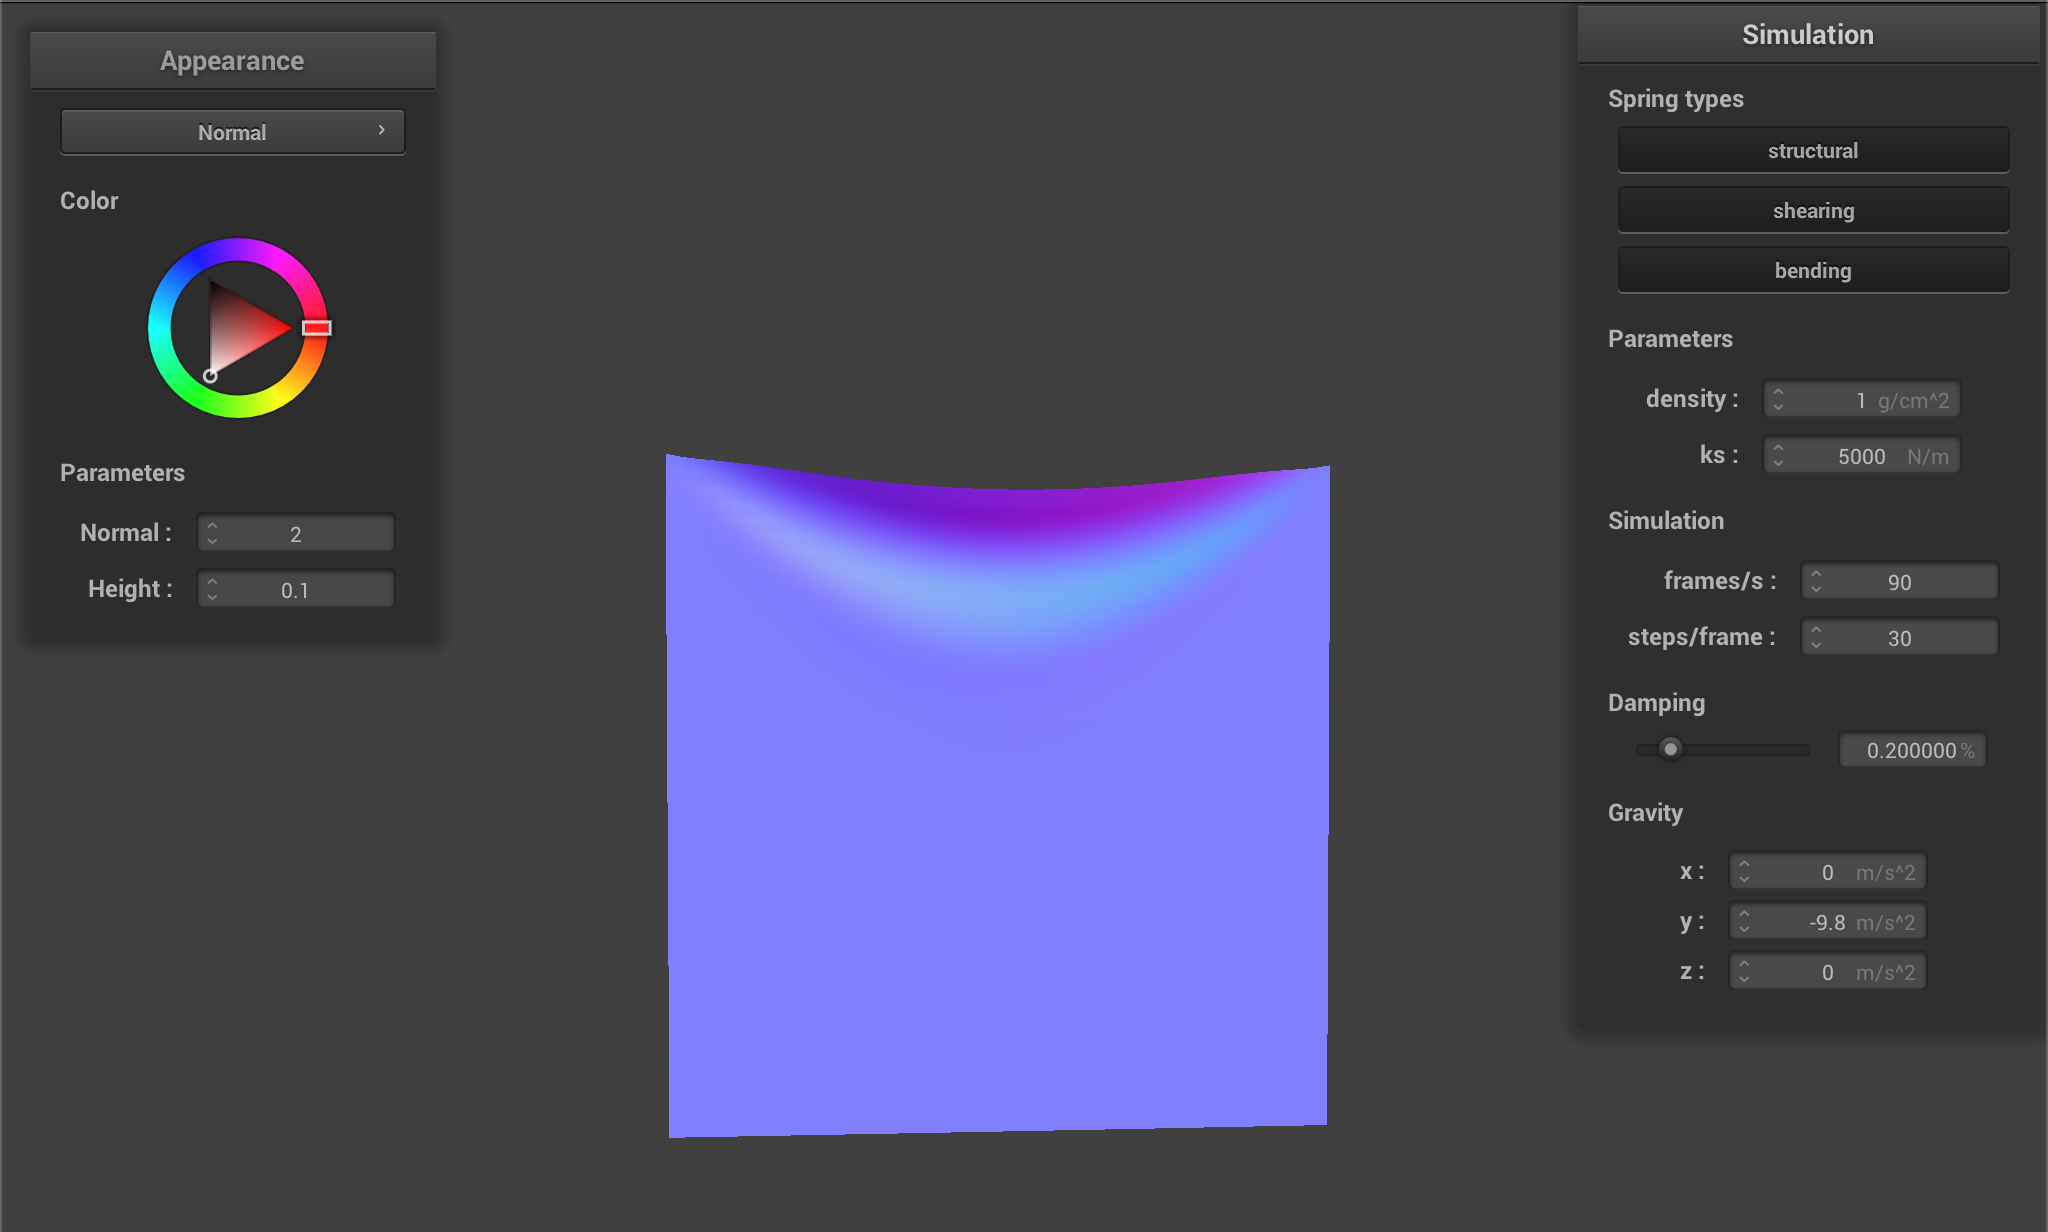 Appearance
Normal
Color
Parameters
Normal : 2
Height : 0.1
Simulation
Spring types
structural
shearing
bending
Parameters
density : 1 g/cm^2
ks : 5000 N/m
Simulation
frames/s : 90
steps/frame : 30
Damping
0.200000 %
Gravity
x : 0 m/s^2
y : -9.8 m/s^2
z : 0 m/s^2